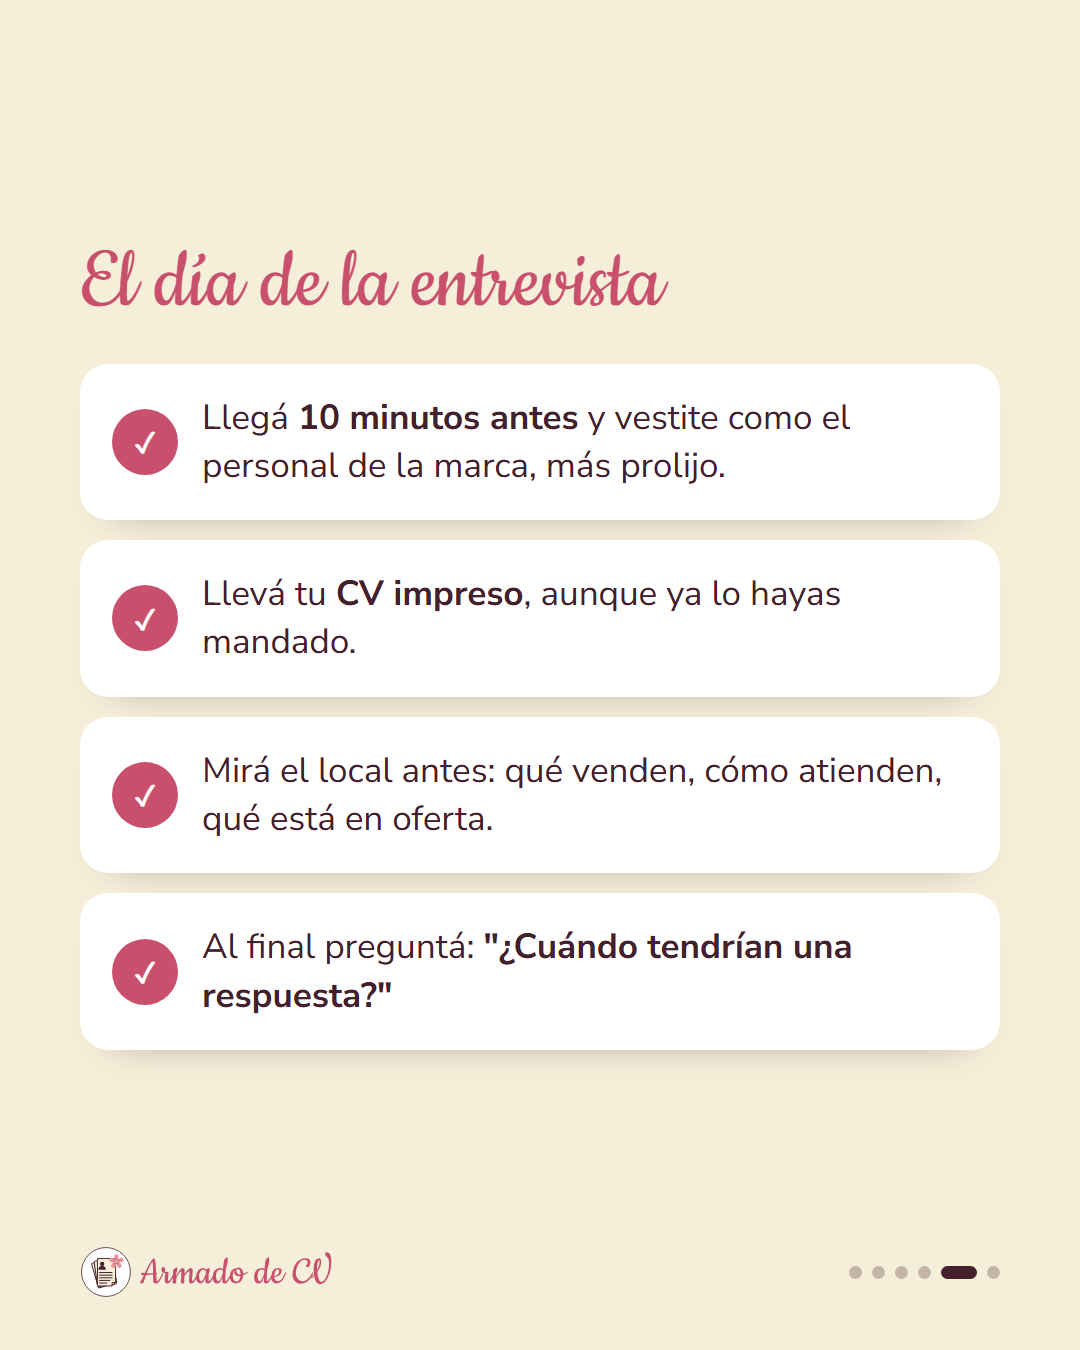 El día de la entrevista
Llegá 10 minutos antes y vestite como el
personal de la marca, más prolijo.
Llevá tu CV impreso, aunque ya lo hayas
mandado.
Mirá el local antes: qué venden, cómo atienden,
qué está en oferta.
Al final preguntá: "¿Cuándo tendrían una
respuesta?"
Armado de CV